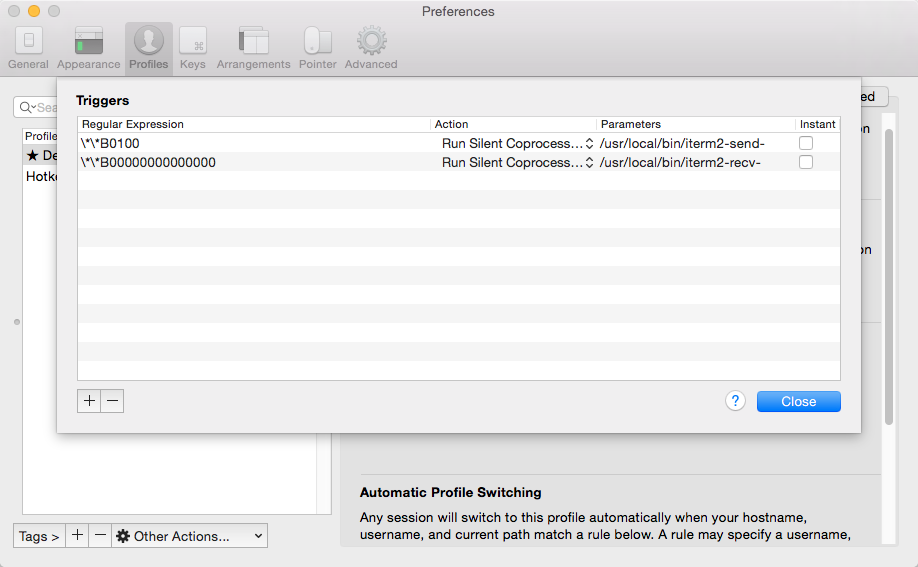 Preferences
General Appearance Profiles Keys Arrangements Pointer Advanced
Triggers
Regular Expression Action Parameters Instant
\*\*B0100 Run Silent Coprocess... /usr/local/bin/iterm2-send-
\*\*B00000000000000 Run Silent Coprocess... /usr/local/bin/iterm2-recv-
Sea
ed
Profile
on
★ De
Hotke
on
+ −
? Close
Automatic Profile Switching
Any session will switch to this profile automatically when your hostname,
username, and current path match a rule below. A rule may specify a username,
Tags > + − Other Actions...